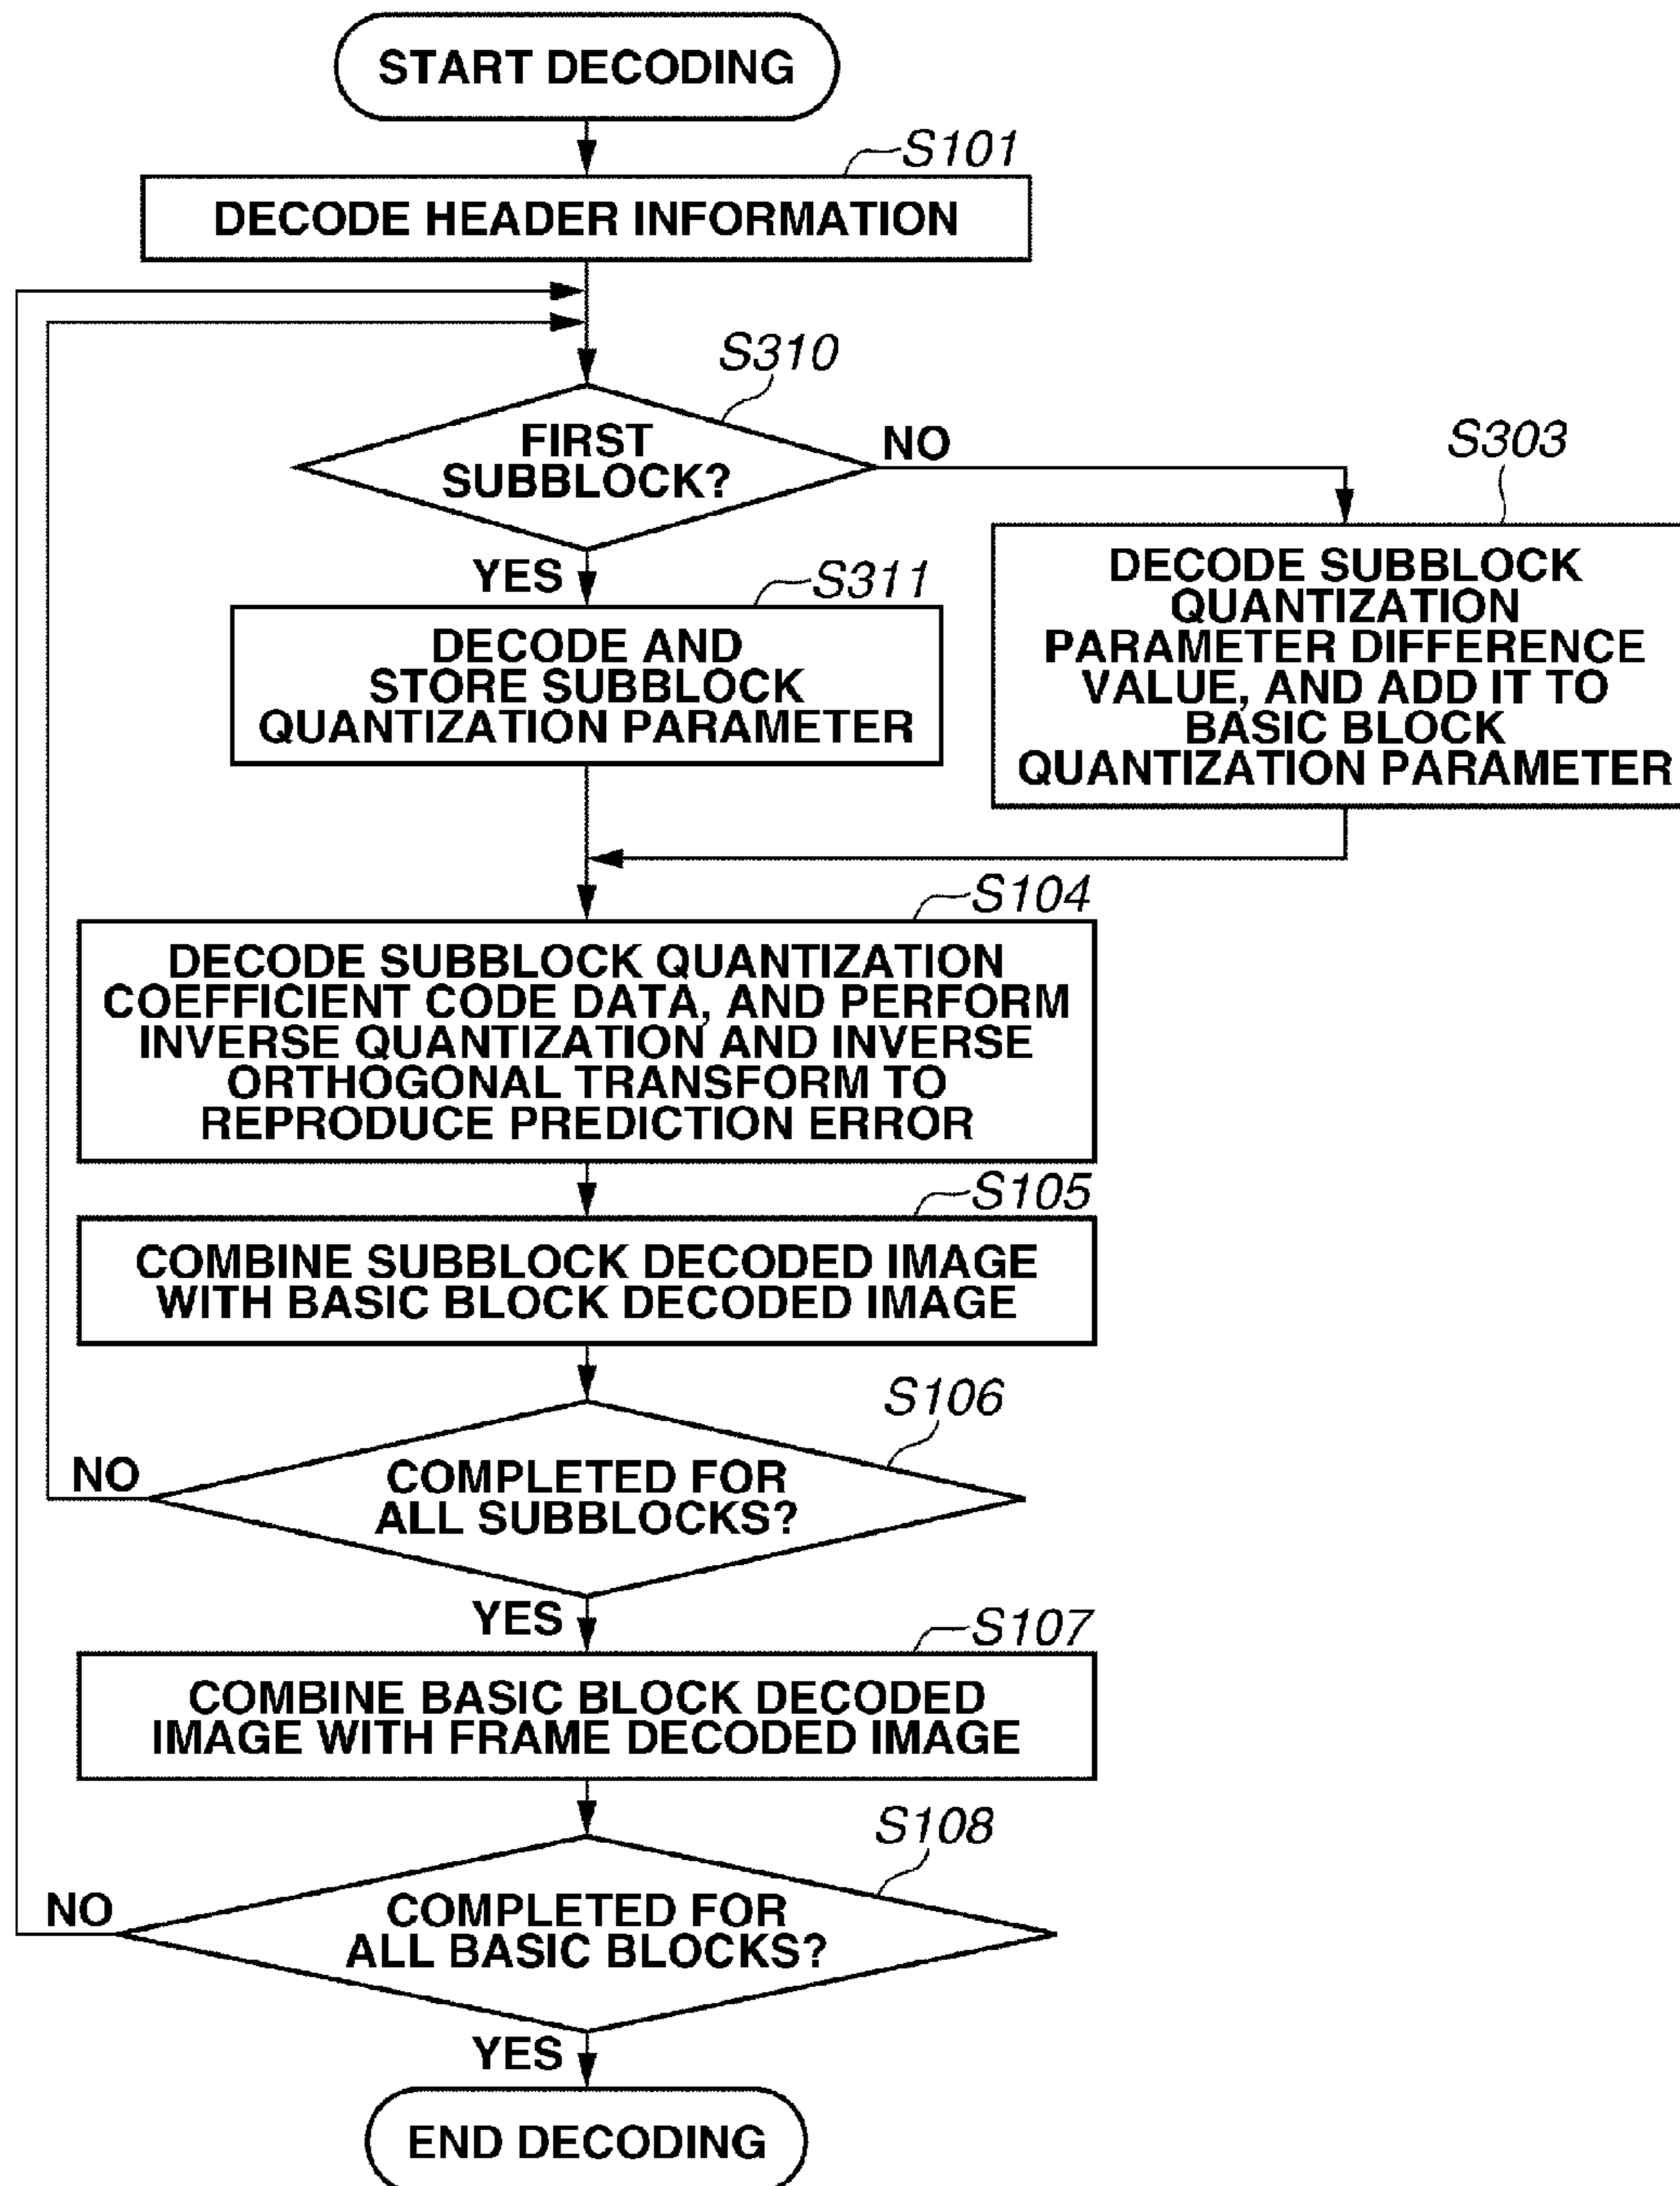 START DECODING
S101
DECODE HEADER INFORMATION
S310
FIRST
SUBBLOCK?
NO
S303
YES
S311
DECODE AND
STORE SUBBLOCK
QUANTIZATION PARAMETER
DECODE SUBBLOCK
QUANTIZATION
PARAMETER DIFFERENCE
VALUE, AND ADD IT TO
BASIC BLOCK
QUANTIZATION PARAMETER
S104
DECODE SUBBLOCK QUANTIZATION
COEFFICIENT CODE DATA, AND PERFORM
INVERSE QUANTIZATION AND INVERSE
ORTHOGONAL TRANSFORM TO
REPRODUCE PREDICTION ERROR
S105
COMBINE SUBBLOCK DECODED IMAGE
WITH BASIC BLOCK DECODED IMAGE
S106
NO
COMPLETED FOR
ALL SUBBLOCKS?
YES
S107
COMBINE BASIC BLOCK DECODED
IMAGE WITH FRAME DECODED IMAGE
S108
NO
COMPLETED FOR
ALL BASIC BLOCKS?
YES
END DECODING